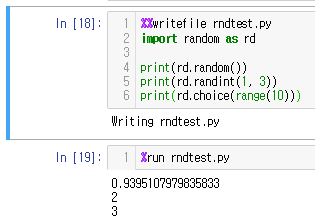 In [18]:
1 %%writefile rndtest.py
2 import random as rd
3
4 print(rd.random())
5 print(rd.randint(1, 3))
6 print(rd.choice(range(10)))
Writing rndtest.py
In [19]:
1 %run rndtest.py
0.9395107979835833
2
3